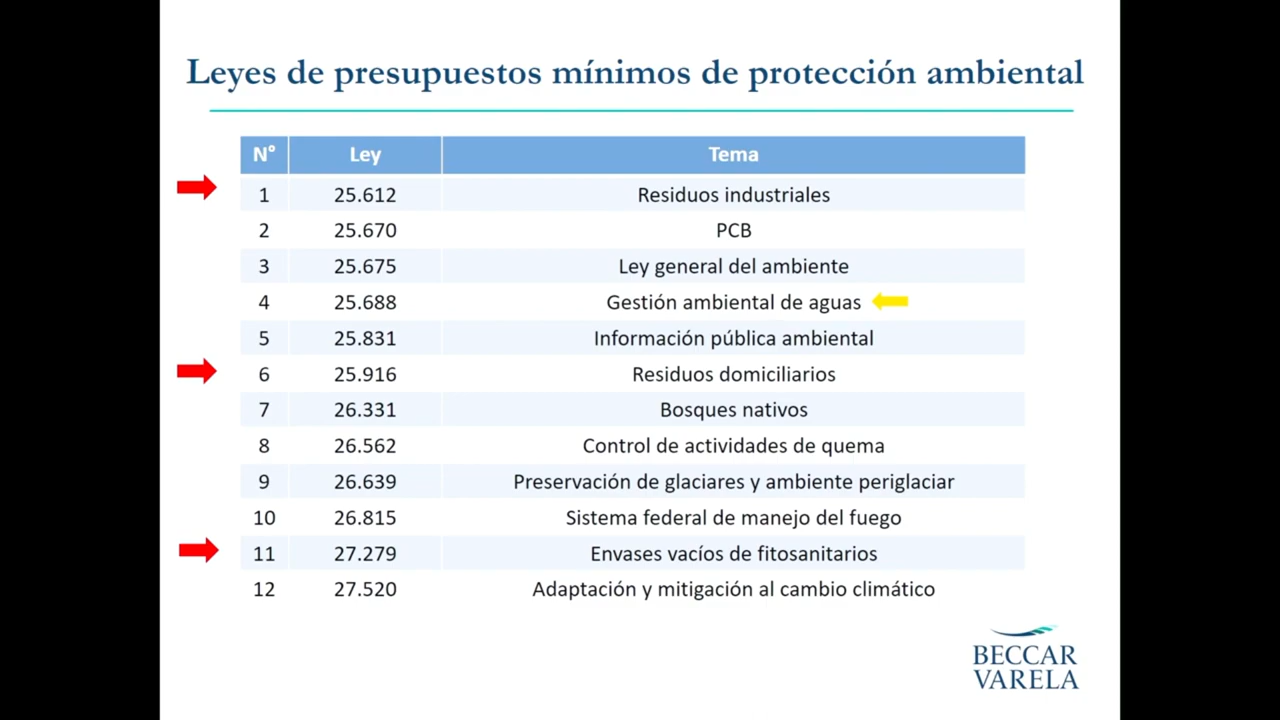 Leyes de presupuestos mínimos de protección ambiental
N° Ley Tema
1 25.612 Residuos industriales
2 25.670 PCB
3 25.675 Ley general del ambiente
4 25.688 Gestión ambiental de aguas
5 25.831 Información pública ambiental
6 25.916 Residuos domiciliarios
7 26.331 Bosques nativos
8 26.562 Control de actividades de quema
9 26.639 Preservación de glaciares y ambiente periglaciar
10 26.815 Sistema federal de manejo del fuego
11 27.279 Envases vacíos de fitosanitarios
12 27.520 Adaptación y mitigación al cambio climático
BECCAR
VARELA